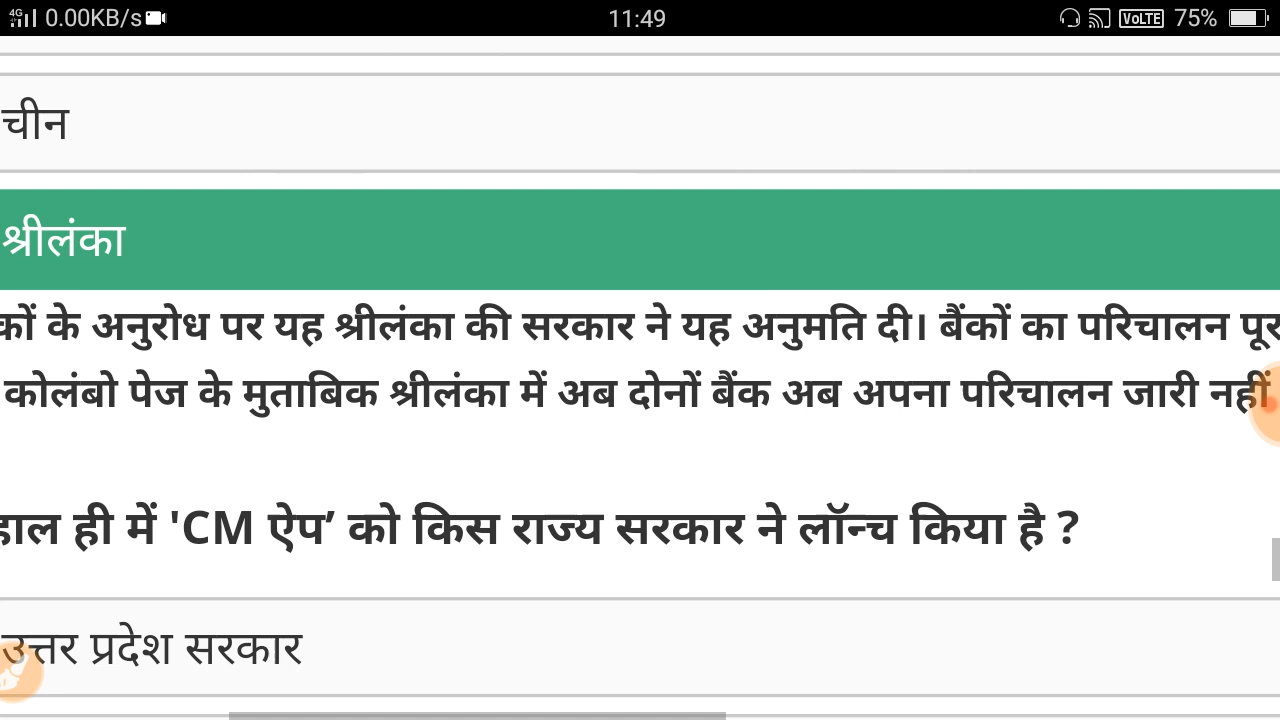 4G 0.00KB/s 11:49 VoLTE 75%
चीन
श्रीलंका
के अनुरोध पर यह श्रीलंका की सरकार ने यह अनुमति दी। बैंकों का परिचालन
कोलंबो पेज के मुताबिक श्रीलंका में अब दोनों बैंक अब अपना परिचालन जारी नहीं
हाल ही में 'CM ऐप’ को किस राज्य सरकार ने लॉन्च किया है ?
उत्तर प्रदेश सरकार